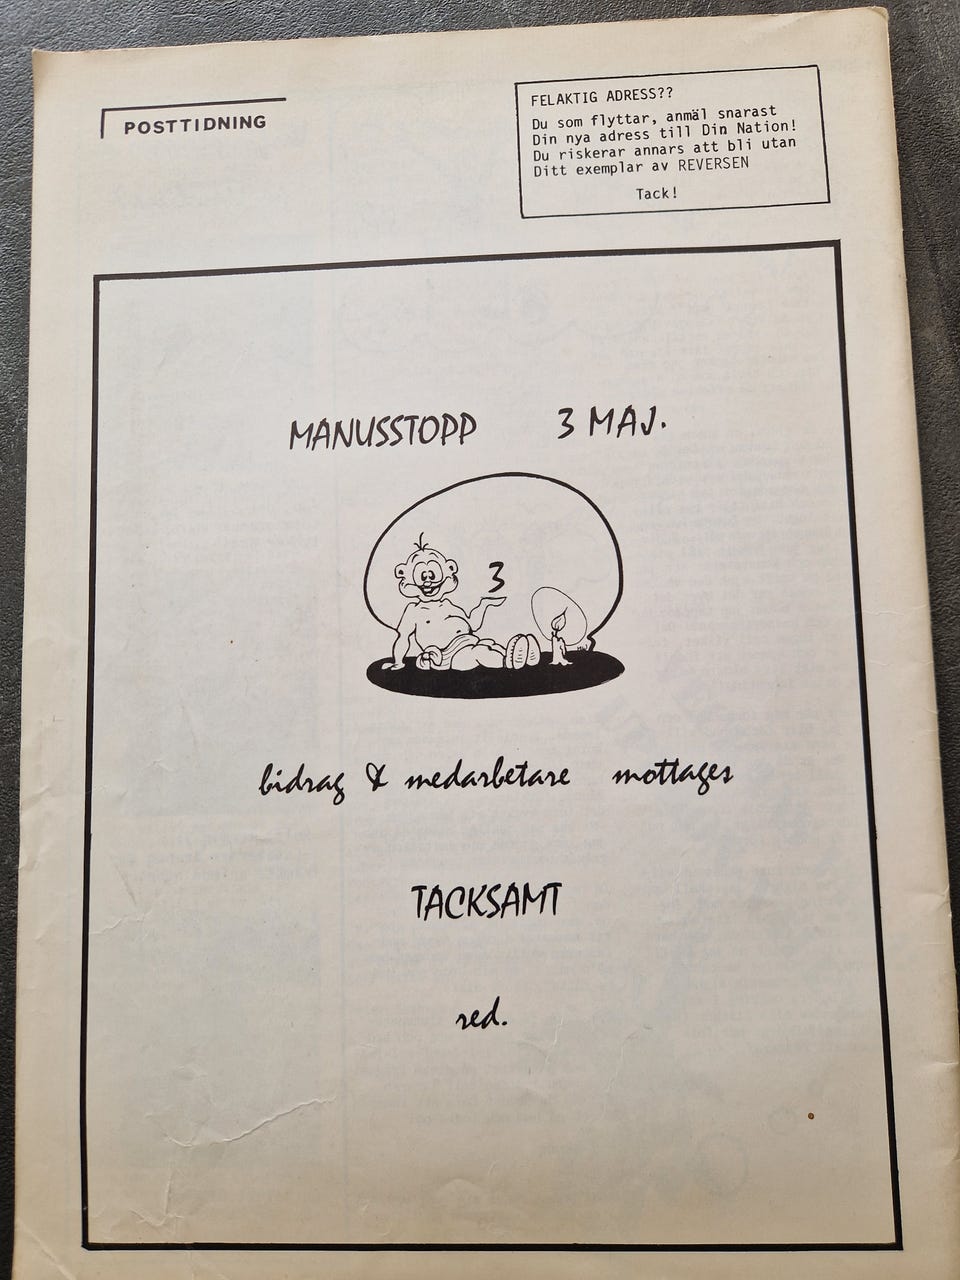 POSTTIDNING
FELAKTIG ADRESS??
Du som flyttar, anmäl snarast
Din nya adress till Din Nation!
Du riskerar annars att bli utan
Ditt exemplar av REVERSEN
Tack!
MANUSSTOPP 3 MAJ.
3
bidrag & medarbetare mottages
TACKSAMT
red.